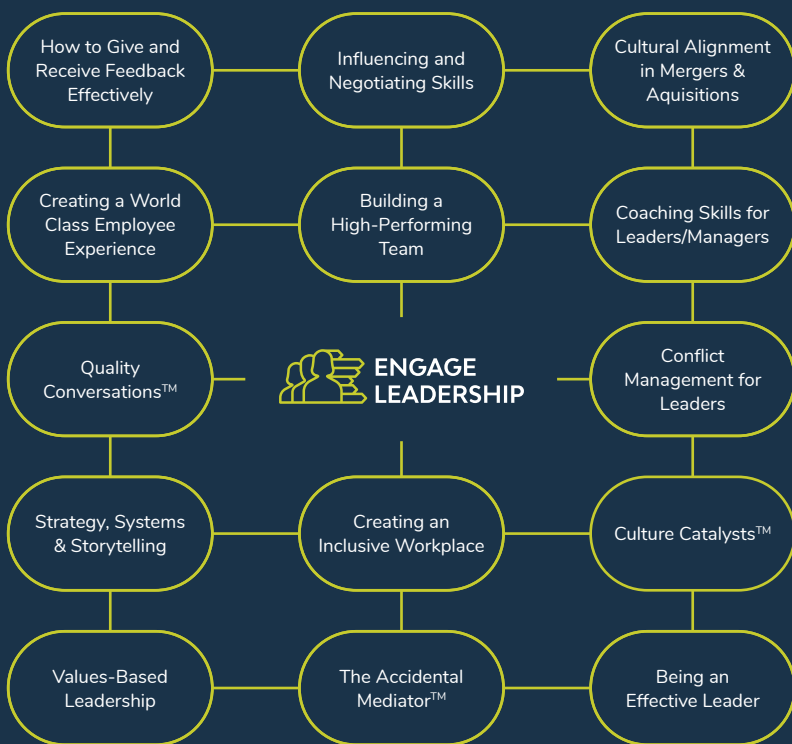 How to Give and
Receive Feedback
Effectively
Influencing and
Negotiating Skills
Cultural Alignment
in Mergers &
Aquisitions
Creating a World
Class Employee
Experience
Building a
High-Performing
Team
Coaching Skills for
Leaders/Managers
Quality
Conversations™
ENGAGE
LEADERSHIP
Conflict
Management for
Leaders
Strategy, Systems
& Storytelling
Creating an
Inclusive Workplace
Culture Catalysts™
Values-Based
Leadership
The Accidental
Mediator™
Being an
Effective Leader